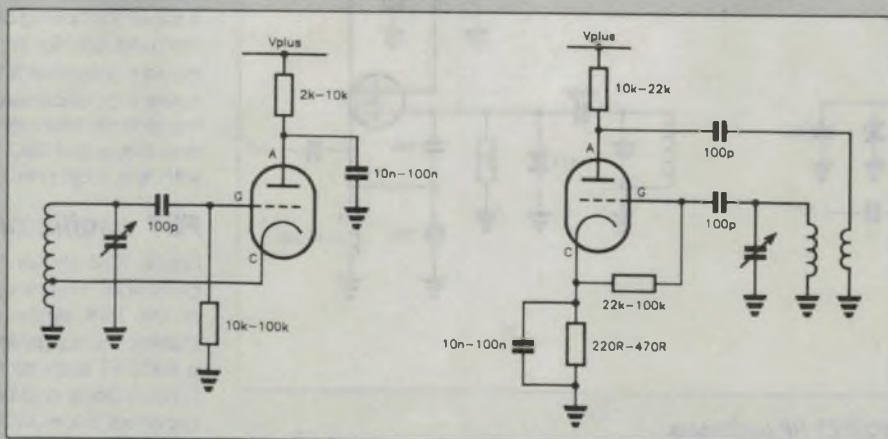 Vplus
2k-10k
A
10n-100n
G
100p
C
10k-100k
Vplus
10k-22k
100p
A
G
100p
C
22k-100k
10n-100n
220R-470R